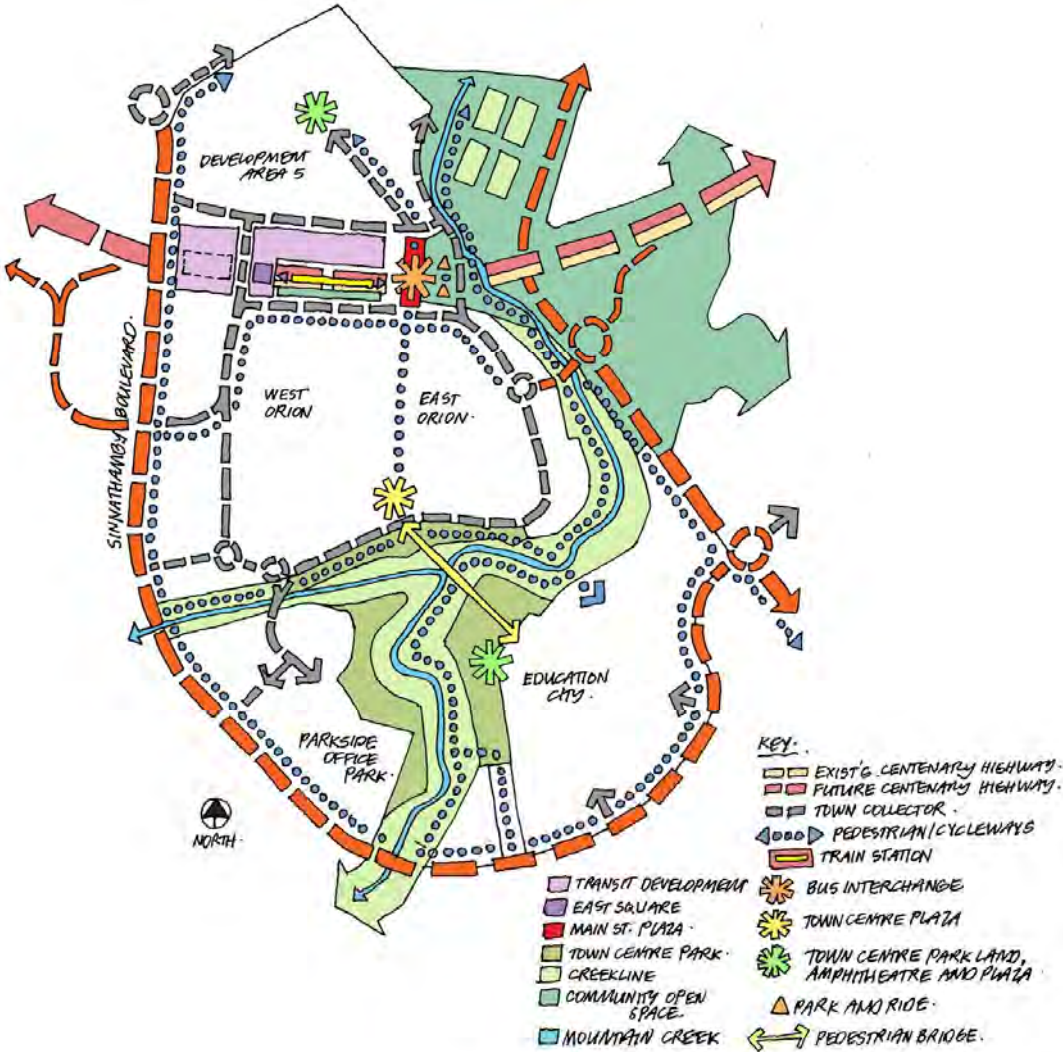 DEVELOPMENT
AREA 5
SINNATHAMBY BOULEVARD.
WEST
ORION
EAST
ORION.
EDUCATION
CITY.
PARKSIDE
OFFICE
PARK.
NORTH.
KEY.
EXIST'G. CENTENARY HIGHWAY.
FUTURE CENTENARY HIGHWAY.
TOWN COLLECTOR.
PEDESTRIAN/CYCLEWAYS
TRAIN STATION
TRANSIT DEVELOPMENT
EAST SQUARE
MAIN ST. PLAZA.
TOWN CENTRE PARK.
CREEKLINE
COMMUNITY OPEN
SPACE.
MOUNTAIN CREEK
BUS INTERCHANGE
TOWN CENTRE PLAZA
TOWN CENTRE PARK LAND,
AMPHITHEATRE AND PLAZA
PARK AND RIDE.
PEDESTRIAN BRIDGE.